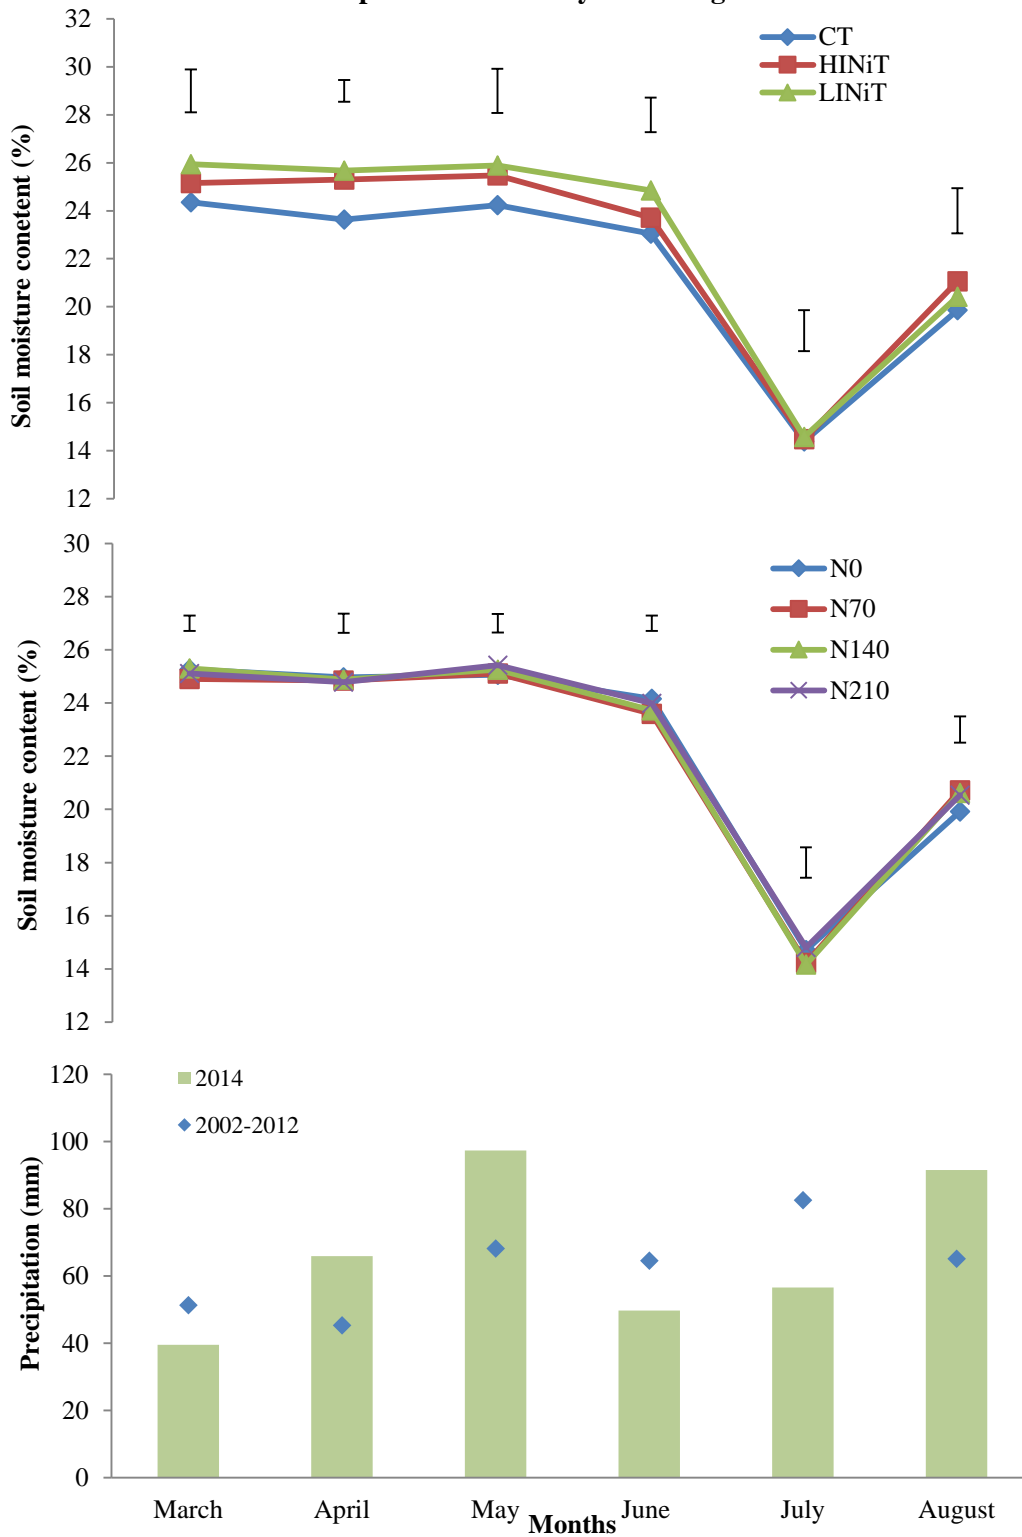 32
30
28
26
24
22
20
18
16
14
12
Soil moisture conetent (%)
CT
HINiT
LINiT
30
28
26
24
22
20
18
16
14
12
Soil moisture content (%)
N0
N70
N140
N210
120
100
80
60
40
20
0
Precipitation (mm)
2014
2002-2012
March April May June July August
Months